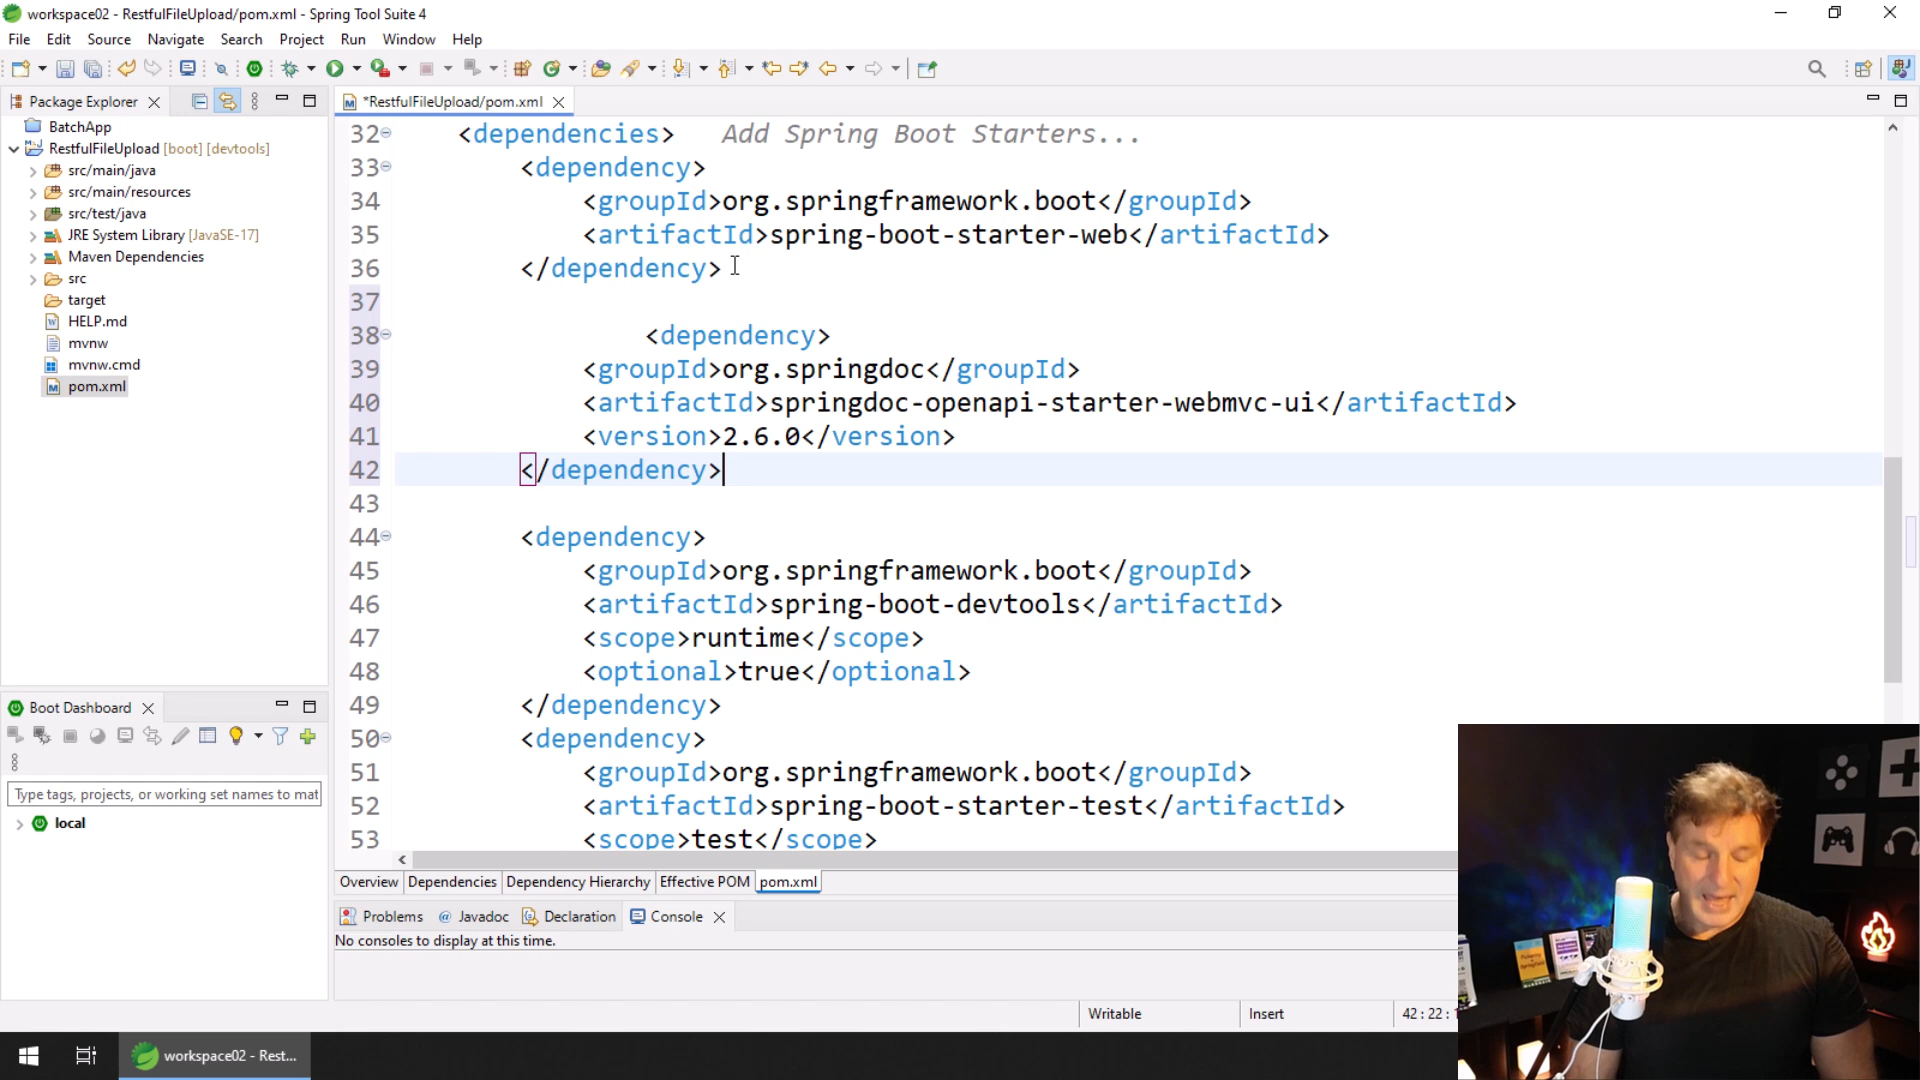 workspace02 - RestfulFileUpload/pom.xml - Spring Tool Suite 4
File Edit Source Navigate Search Project Run Window Help
Package Explorer
BatchApp
RestfulFileUpload [boot] [devtools]
src/main/java
src/main/resources
src/test/java
JRE System Library [JavaSE-17]
Maven Dependencies
src
target
HELP.md
mvnw
mvnw.cmd
pom.xml
Boot Dashboard
Type tags, projects, or working set names to mat
local
*RestfulFileUpload/pom.xml
32 <dependencies> Add Spring Boot Starters...
33 <dependency>
34 <groupId>org.springframework.boot</groupId>
35 <artifactId>spring-boot-starter-web</artifactId>
36 </dependency>
37
38 <dependency>
39 <groupId>org.springdoc</groupId>
40 <artifactId>springdoc-openapi-starter-webmvc-ui</artifactId>
41 <version>2.6.0</version>
42 </dependency>
43
44 <dependency>
45 <groupId>org.springframework.boot</groupId>
46 <artifactId>spring-boot-devtools</artifactId>
47 <scope>runtime</scope>
48 <optional>true</optional>
49 </dependency>
50 <dependency>
51 <groupId>org.springframework.boot</groupId>
52 <artifactId>spring-boot-starter-test</artifactId>
53 <scope>test</scope>
Overview Dependencies Dependency Hierarchy Effective POM pom.xml
Problems Javadoc Declaration Console
No consoles to display at this time.
Writable Insert 42 : 22 :
workspace02 - Rest...